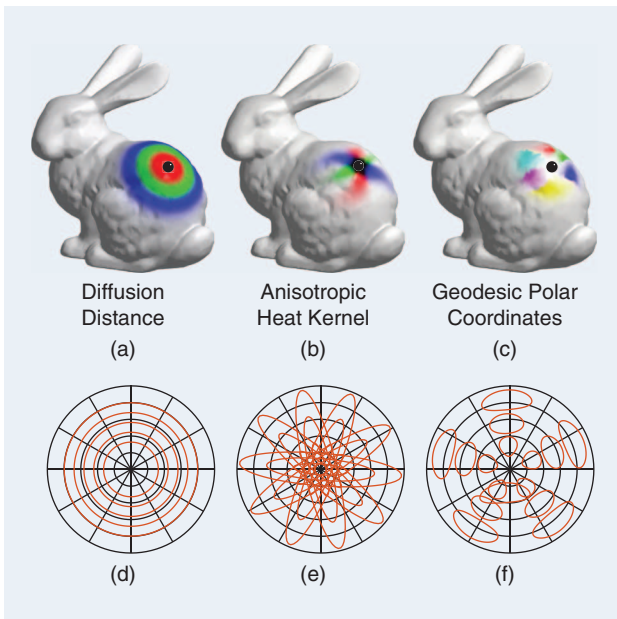 Diffusion
Distance
(a)
Anisotropic
Heat Kernel
(b)
Geodesic Polar
Coordinates
(c)
(d)
(e)
(f)